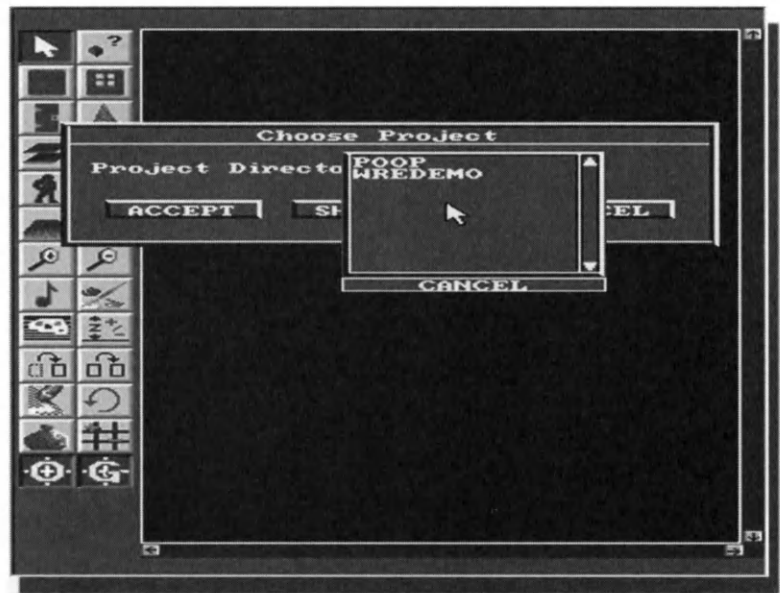 Choose Project
Project Directo
POOP
WREDEMO
ACCEPT
SH
CEL
CANCEL